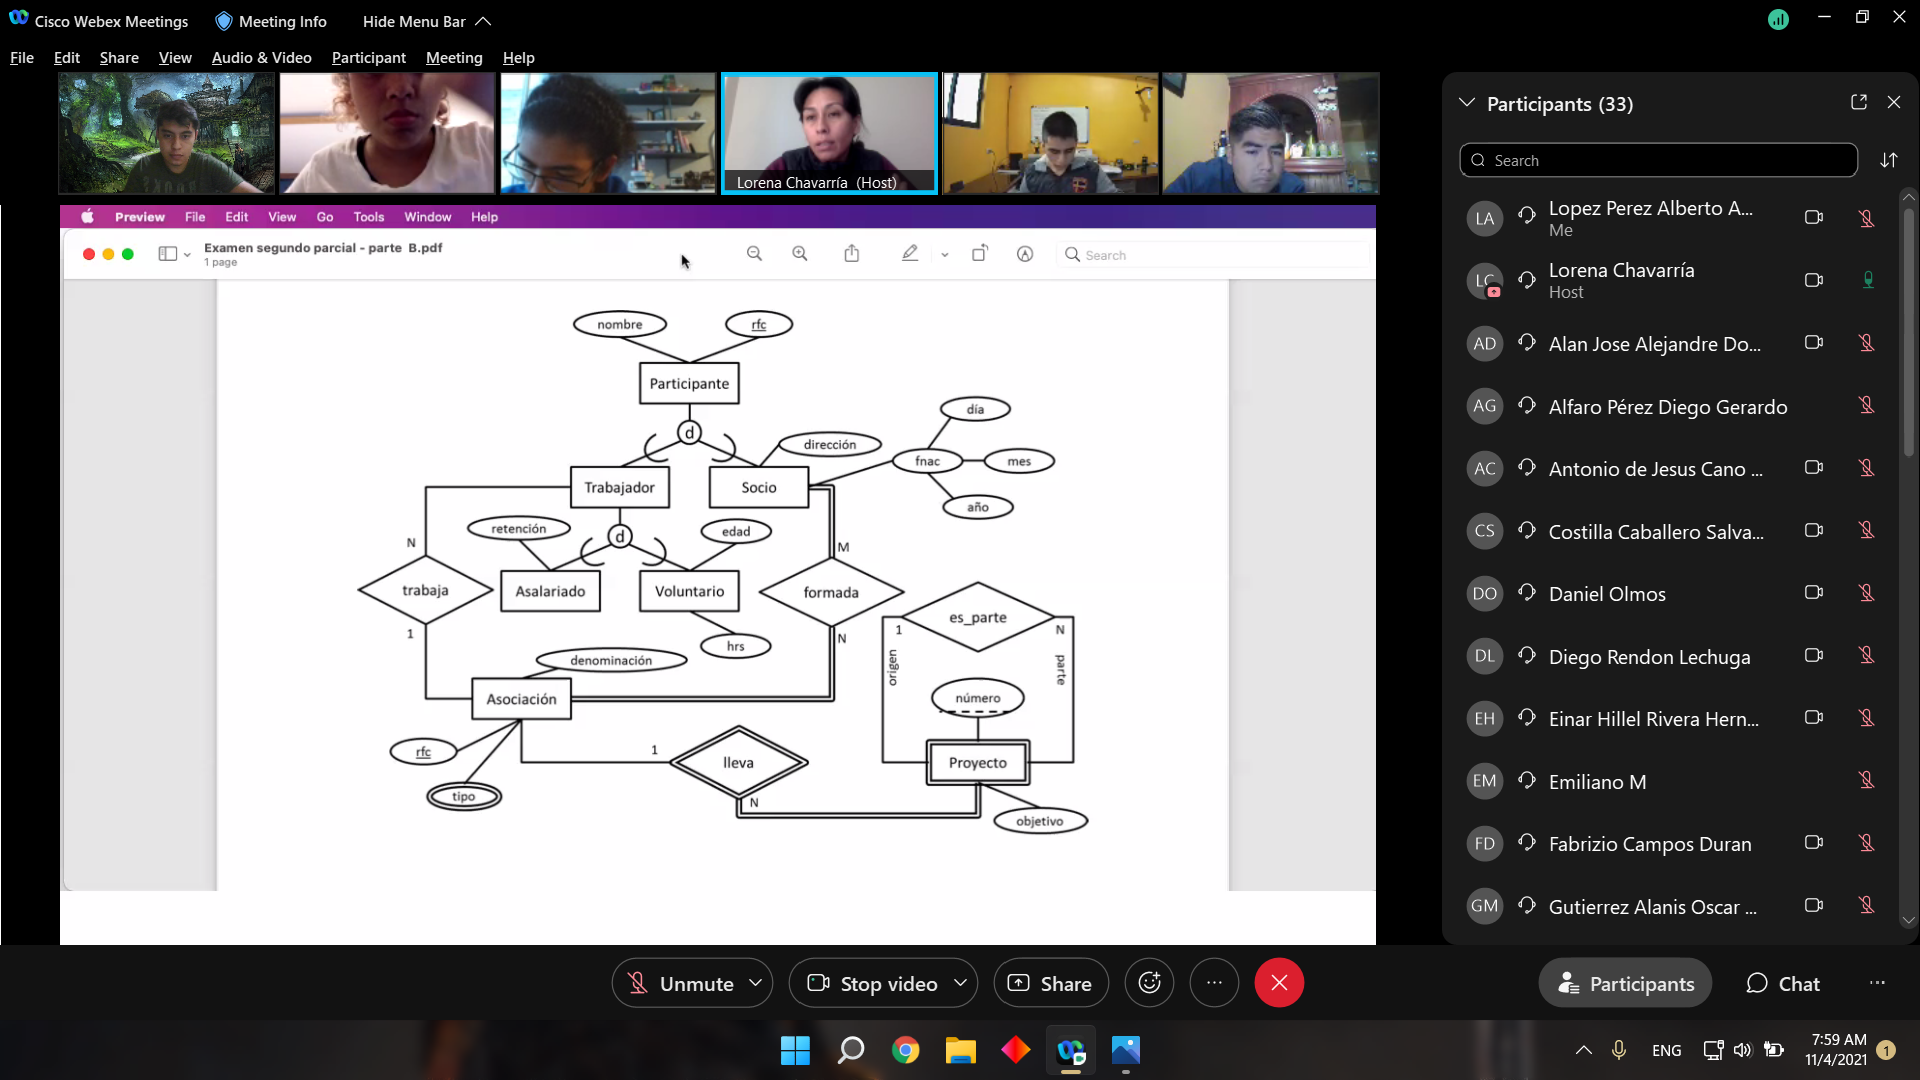 Cisco Webex Meetings
Meeting Info
Hide Menu Bar
File Edit Share View Audio & Video Participant Meeting Help
Lorena Chavarría (Host)
Preview File Edit View Go Tools Window Help
Examen segundo parcial - parte B.pdf
1 page
Search
nombre
rfc
Participante
d
día
dirección
fnac
mes
año
Trabajador
Socio
retención
d
edad
N
M
trabaja
Asalariado
Voluntario
formada
es_parte
1
N
1
N
origen
parte
hrs
denominación
Asociación
número
rfc
1
lleva
Proyecto
tipo
N
objetivo
Participants (33)
Search
LA Lopez Perez Alberto A...
Me
LC Lorena Chavarría
Host
AD Alan Jose Alejandre Do...
AG Alfaro Pérez Diego Gerardo
AC Antonio de Jesus Cano ...
CS Costilla Caballero Salva...
DO Daniel Olmos
DL Diego Rendon Lechuga
EH Einar Hillel Rivera Hern...
EM Emiliano M
FD Fabrizio Campos Duran
GM Gutierrez Alanis Oscar ...
Unmute
Stop video
Share
Participants
Chat
ENG
7:59 AM
11/4/2021
1